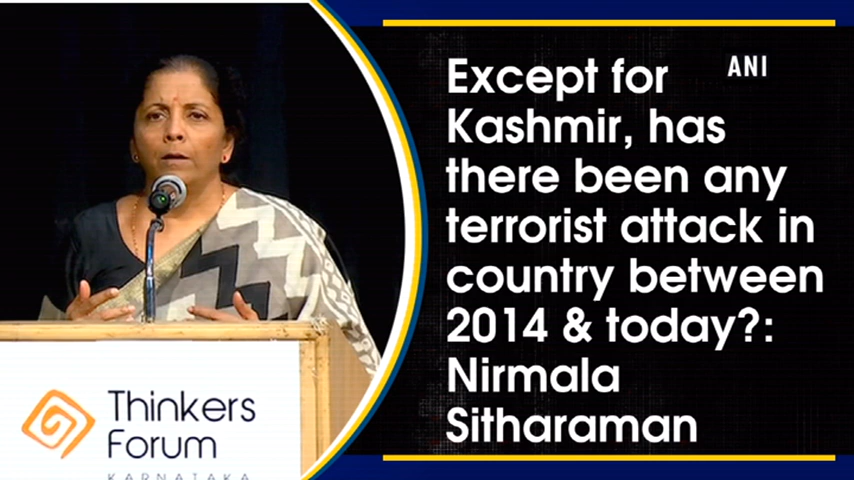 ANI
Except for
Kashmir, has
there been any
terrorist attack in
country between
2014 & today?:
Nirmala
Sitharaman
Thinkers
Forum
KARNATAKA